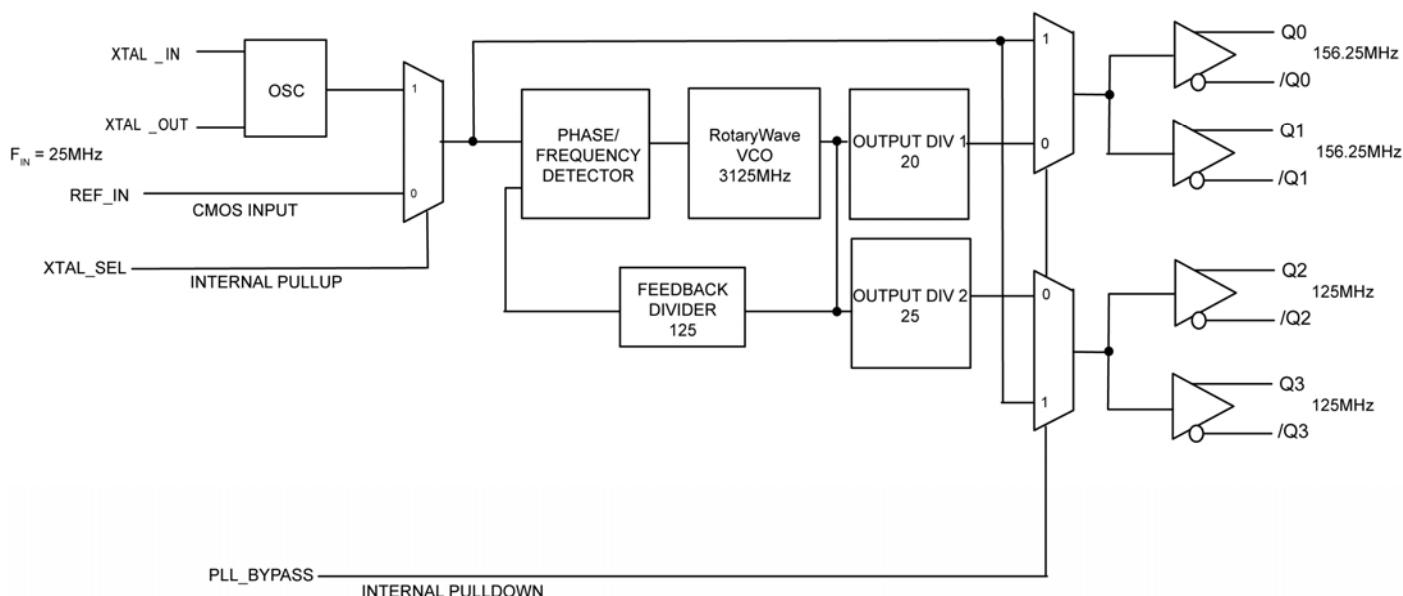 XTAL _IN
OSC
XTAL _OUT
F_IN = 25MHz
REF_IN
CMOS INPUT
XTAL_SEL
INTERNAL PULLUP
1
0
PHASE/
FREQUENCY
DETECTOR
RotaryWave
VCO
3125MHz
OUTPUT DIV 1
20
FEEDBACK
DIVIDER
125
OUTPUT DIV 2
25
1
0
0
1
Q0
156.25MHz
/Q0
Q1
156.25MHz
/Q1
Q2
125MHz
/Q2
Q3
125MHz
/Q3
PLL_BYPASS
INTERNAL PULLDOWN